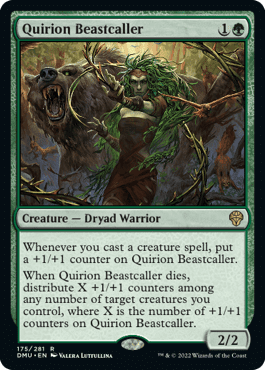 Quirion Beastcaller 1
Creature — Dryad Warrior
Whenever you cast a creature spell, put
a +1/+1 counter on Quirion Beastcaller.
When Quirion Beastcaller dies,
distribute X +1/+1 counters among
any number of target creatures you
control, where X is the number of +1/+1
counters on Quirion Beastcaller.
2/2
175/281 R
DMU • EN VALERA LUTFULLINA ™ & © 2022 Wizards of the Coast